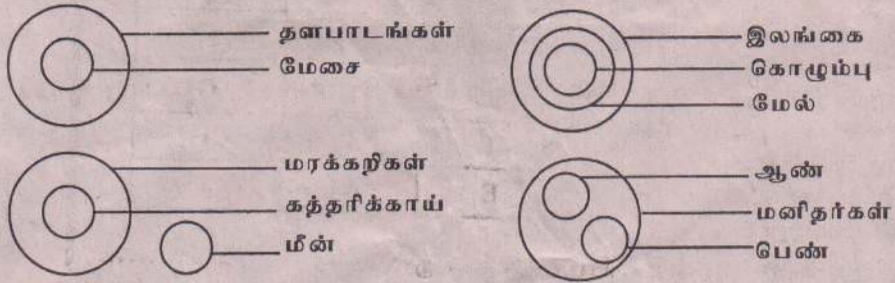 தளபாடங்கள்
மேசை
இலங்கை
கொழும்பு
மேல்
மரக்கறிகள்
கத்தரிக்காய்
மீன்
ஆண்
மனிதர்கள்
பெண்